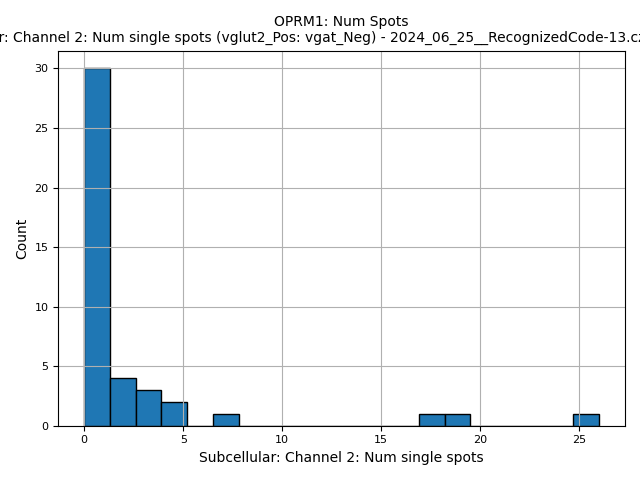 OPRM1: Num Spots
r: Channel 2: Num single spots (vglut2_Pos: vgat_Neg) - 2024_06_25__RecognizedCode-13.cz
30
25
20
15
10
5
0
Count
0 5 10 15 20 25
Subcellular: Channel 2: Num single spots